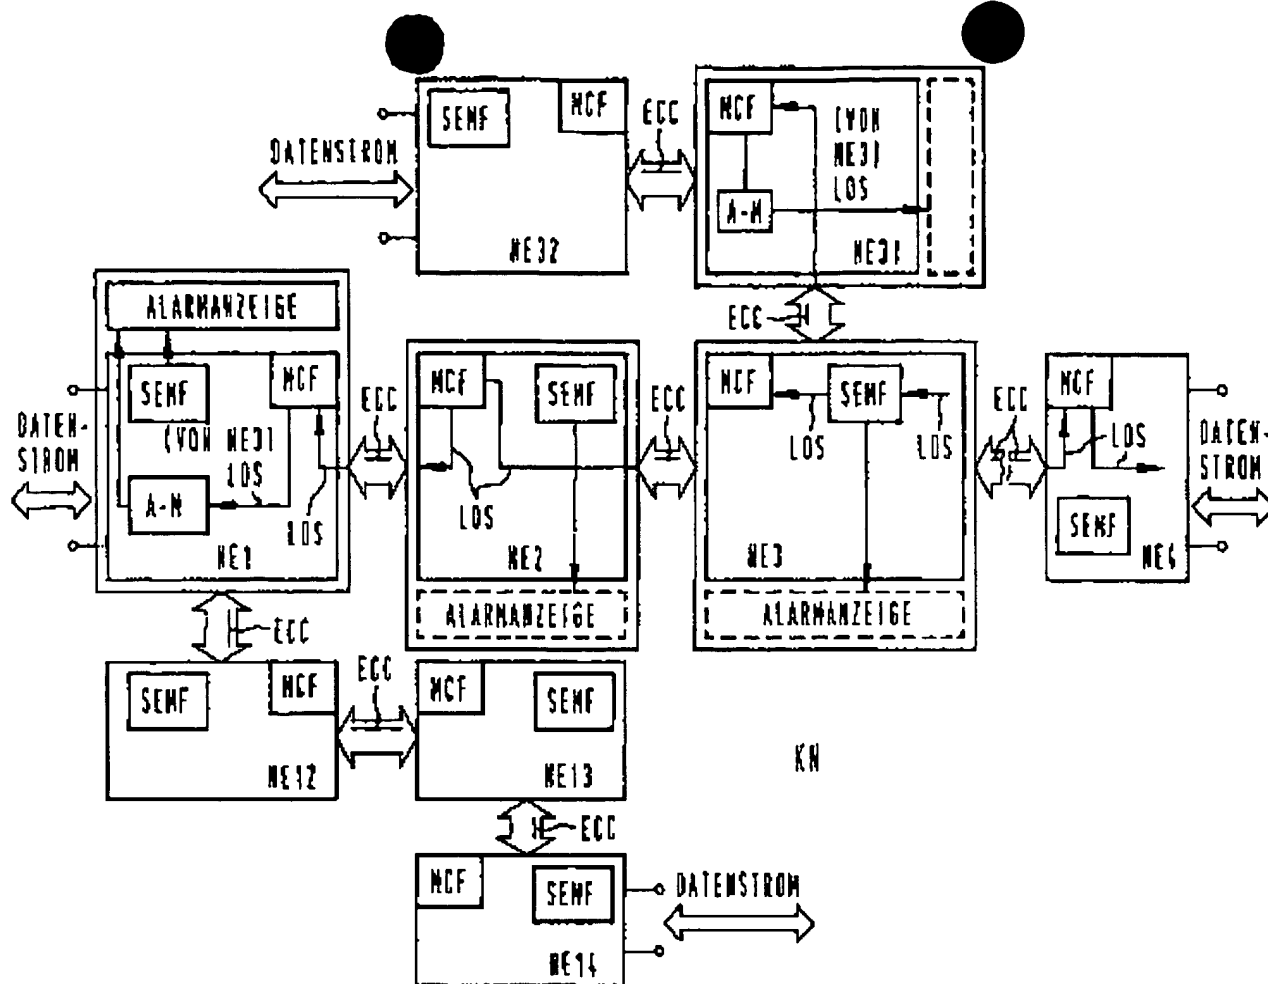 SEMF
MCF
ECC
DATENSTROM
NE32
MCF
(VON
NE3)
LOS
A-M
NE31
ECC
ALARMANZEIGE
SEMF
MCF
(VON NE3)
LOS
A-M
LOS
NE1
DATEN-
STROM
ECC
MCF
SEMF
LOS
NE2
ALARMANZEIGE
ECC
MCF
SEMF
LOS
LOS
NE3
ALARMANZEIGE
ECC
MCF
LOS
SEMF
NE4
DATEN-
STROM
ECC
SEMF
MCF
NE12
ECC
MCF
SEMF
NE13
KN
ECC
MCF
SEMF
NE14
DATENSTROM